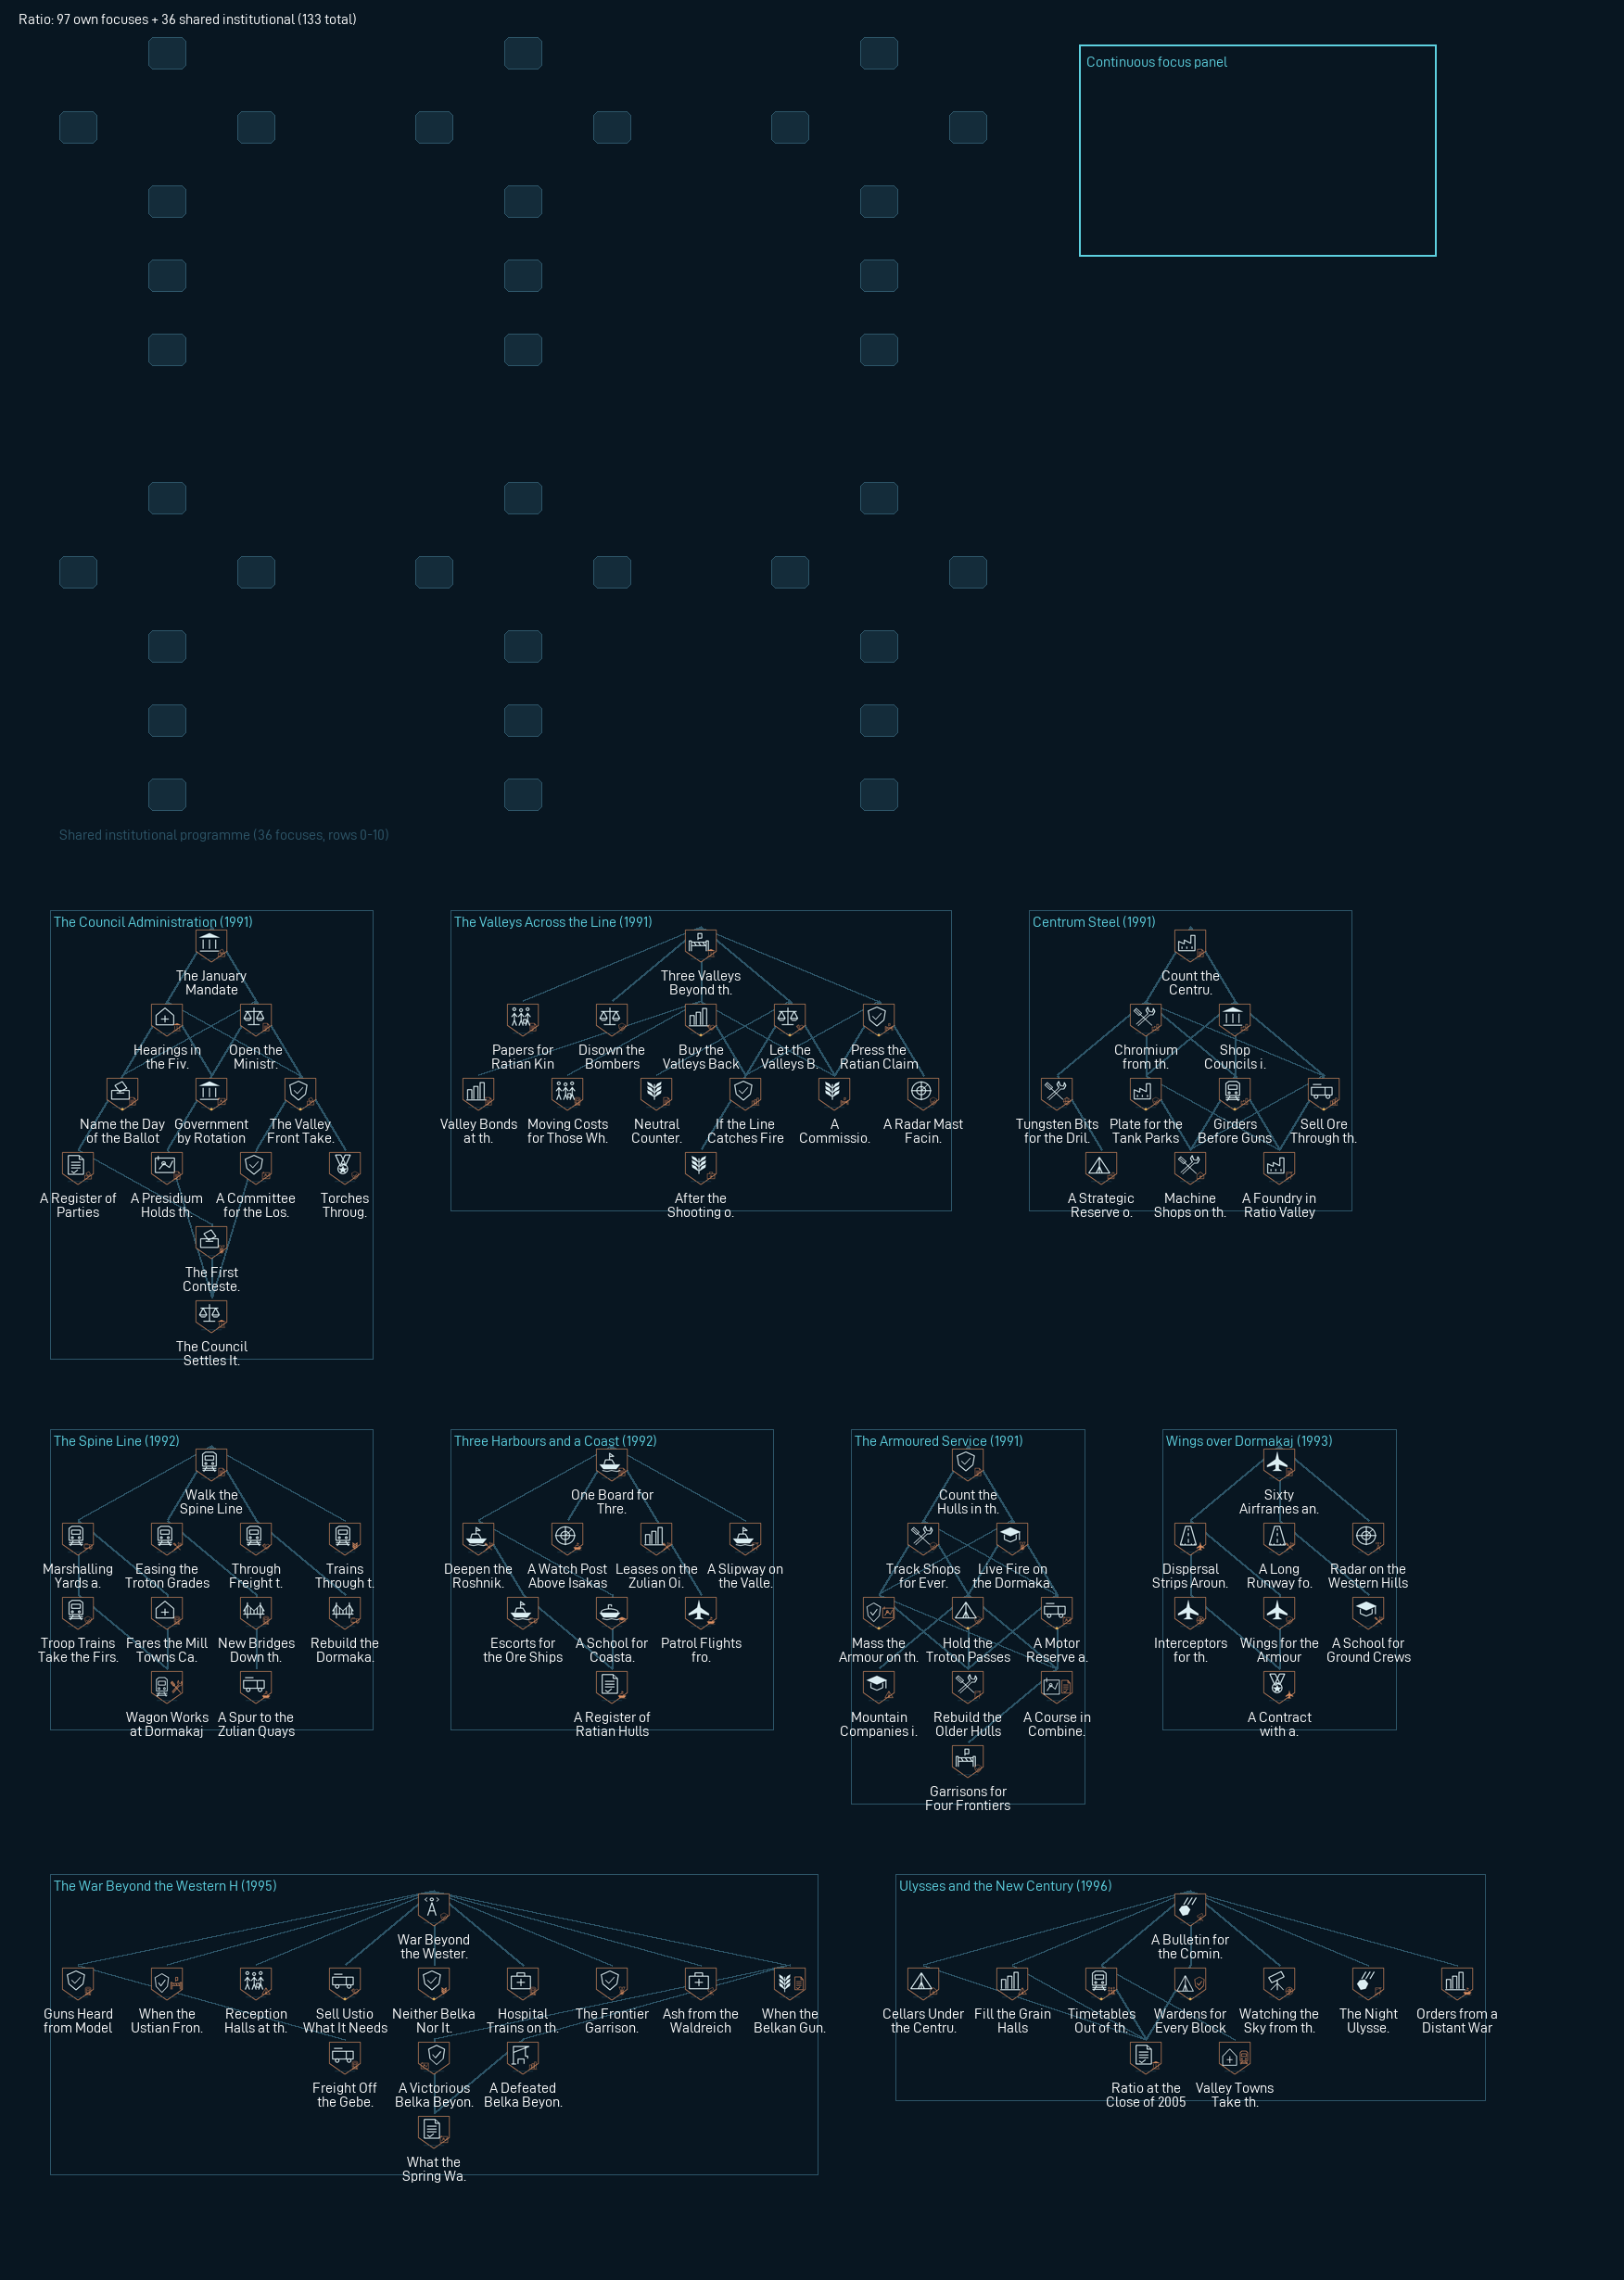 Ratio: 97 own focuses + 36 shared institutional (133 total)
Continuous focus panel
Shared institutional programme (36 focuses, rows 0-10)
The Council Administration (1991)
The January
Mandate
Hearings in
the Fiv.
Open the
Ministr.
Name the Day
of the Ballot
Government
by Rotation
The Valley
Front Take.
A Register of
Parties
A Presidium
Holds th.
A Committee
for the Los.
Torches
Throug.
The First
Conteste.
The Council
Settles It.
The Valleys Across the Line (1991)
Three Valleys
Beyond th.
Papers for
Ratian Kin
Disown the
Bombers
Buy the
Valleys Back
Let the
Valleys B.
Press the
Ratian Claim
Valley Bonds
at th.
Moving Costs
for Those Wh.
Neutral
Counter.
If the Line
Catches Fire
A
Commissio.
A Radar Mast
Facin.
After the
Shooting o.
Centrum Steel (1991)
Count the
Centru.
Chromium
from th.
Shop
Councils i.
Tungsten Bits
for the Dril.
Plate for the
Tank Parks
Girders
Before Guns
Sell Ore
Through th.
A Strategic
Reserve o.
Machine
Shops on th.
A Foundry in
Ratio Valley
The Spine Line (1992)
Walk the
Spine Line
Marshalling
Yards a.
Easing the
Troton Grades
Through
Freight t.
Trains
Through t.
Troop Trains
Take the Firs.
Fares the Mill
Towns Ca.
New Bridges
Down th.
Rebuild the
Dormaka.
Wagon Works
at Dormakaj
A Spur to the
Zulian Quays
Three Harbours and a Coast (1992)
One Board for
Thre.
Deepen the
Roshnik.
A Watch Post
Above Isakas
Leases on the
Zulian Oi.
A Slipway on
the Valle.
Escorts for
the Ore Ships
A School for
Coasta.
Patrol Flights
fro.
A Register of
Ratian Hulls
The Armoured Service (1991)
Count the
Hulls in th.
Track Shops
for Ever.
Live Fire on
the Dormaka.
Mass the
Armour on th.
Hold the
Troton Passes
A Motor
Reserve a.
Mountain
Companies i.
Rebuild the
Older Hulls
A Course in
Combine.
Garrisons for
Four Frontiers
Wings over Dormakaj (1993)
Sixty
Airframes an.
Dispersal
Strips Aroun.
A Long
Runway fo.
Radar on the
Western Hills
Interceptors
for th.
Wings for the
Armour
A School for
Ground Crews
A Contract
with a.
The War Beyond the Western H (1995)
War Beyond
the Wester.
Guns Heard
from Model
When the
Ustian Fron.
Reception
Halls at th.
Sell Ustio
What It Needs
Neither Belka
Nor It.
Hospital
Trains on th.
The Frontier
Garrison.
Ash from the
Waldreich
When the
Belkan Gun.
Freight Off
the Gebe.
A Victorious
Belka Beyon.
A Defeated
Belka Beyon.
What the
Spring Wa.
Ulysses and the New Century (1996)
A Bulletin for
the Comin.
Cellars Under
the Centru.
Fill the Grain
Halls
Timetables
Out of th.
Wardens for
Every Block
Watching the
Sky from th.
The Night
Ulysse.
Orders from a
Distant War
Ratio at the
Close of 2005
Valley Towns
Take th.